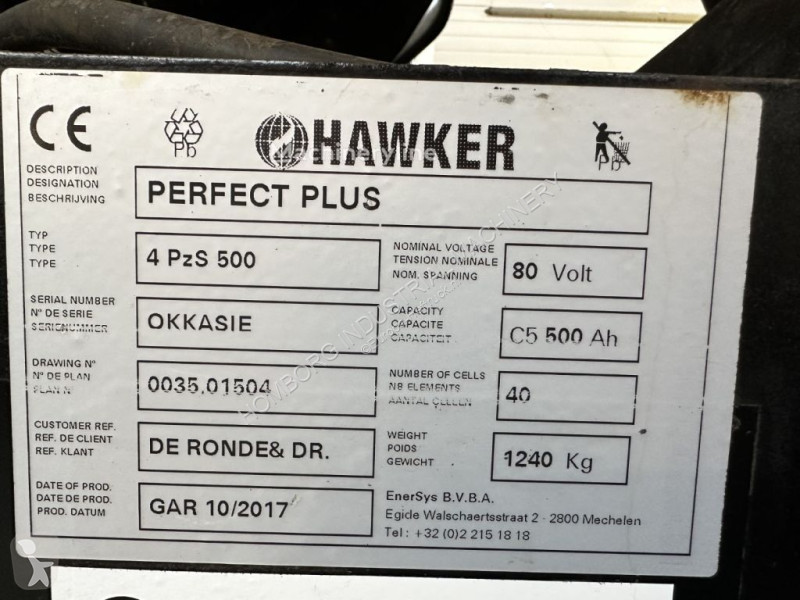 CE
Pb
HAWKER
Pb
Machineryline
DESCRIPTION
DESIGNATION
BESCHRIJVING
PERFECT PLUS
TYP
TYPE
TYPE
4 PzS 500
NOMINAL VOLTAGE
TENSION NOMINALE
NOM. SPANNING
80 Volt
SERIAL NUMBER
N° DE SERIE
SERIENUMMER
OKKASIE
CAPACITY
CAPACITE
CAPACITEIT
C5 500 Ah
DRAWING N°
N° DE PLAN
PLAN N°
0035.01504
NUMBER OF CELLS
NB ELEMENTS
AANTAL CELLEN
40
CUSTOMER REF.
REF. DE CLIENT
REF. KLANT
DE RONDE& DR.
WEIGHT
POIDS
GEWICHT
1240 Kg
DATE OF PROD.
DATE DE PROD.
PROD. DATUM
GAR 10/2017
EnerSys B.V.B.A.
Egide Walschaertsstraat 2 - 2800 Mechelen
Tel : +32 (0)2 215 18 18
HOMBORG INDUSTRIAL MACHINERY